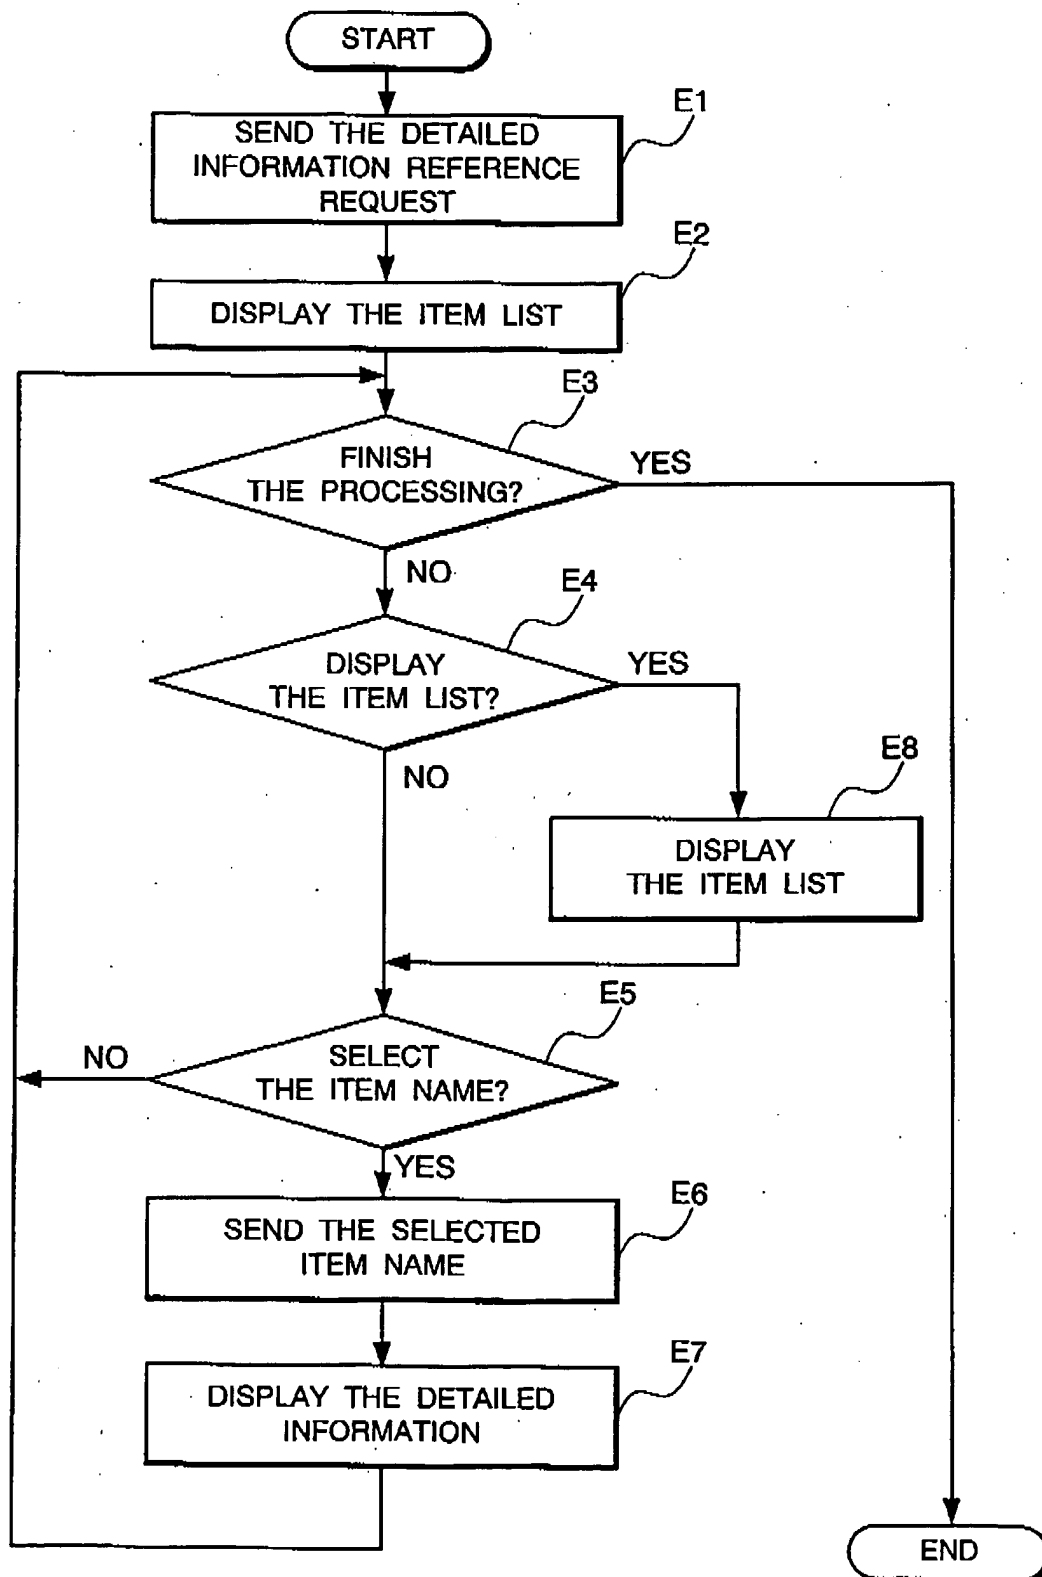 START
E1
SEND THE DETAILED
INFORMATION REFERENCE
REQUEST
E2
DISPLAY THE ITEM LIST
E3
FINISH
THE PROCESSING?
YES
NO
E4
DISPLAY
THE ITEM LIST?
YES
NO
E8
DISPLAY
THE ITEM LIST
E5
SELECT
THE ITEM NAME?
NO
YES
E6
SEND THE SELECTED
ITEM NAME
E7
DISPLAY THE DETAILED
INFORMATION
END